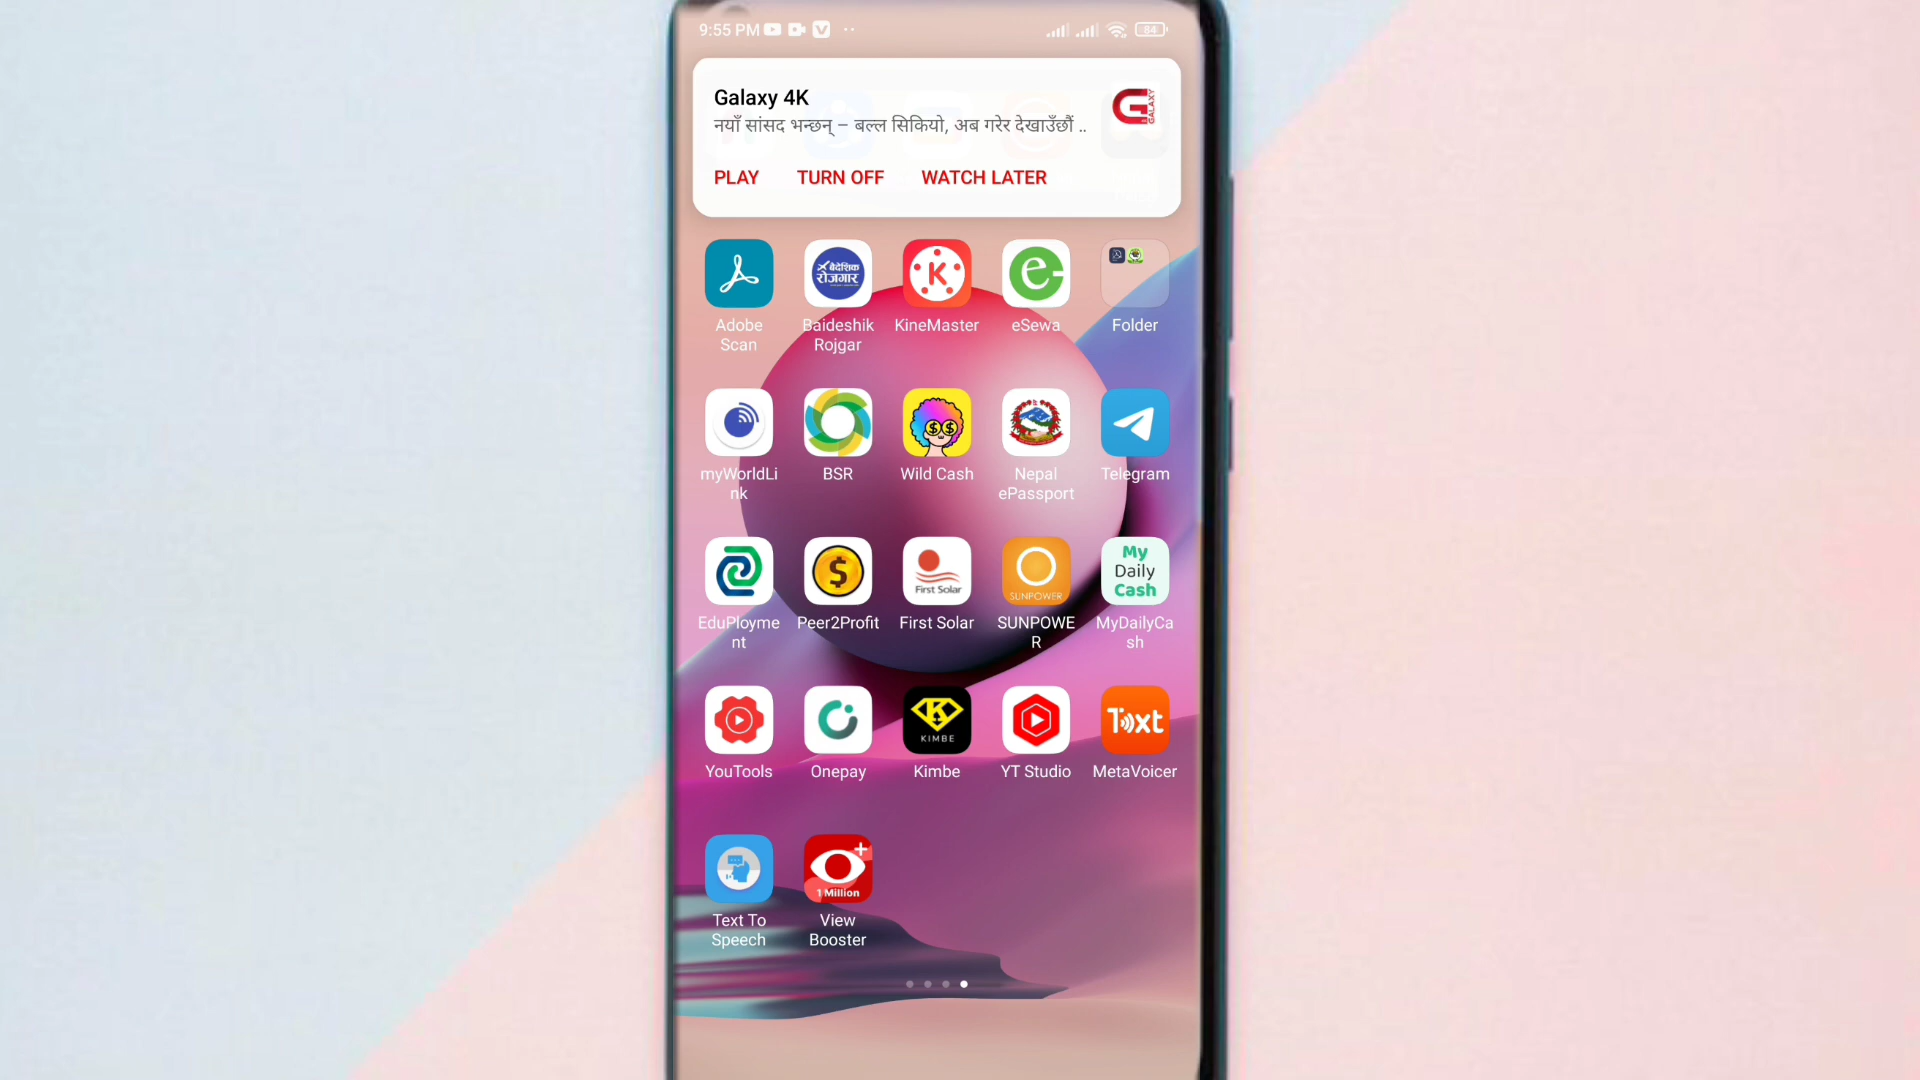 9:55 PM
84
Galaxy 4K
नयाँ सांसद भन्छन् – बल्ल सिकियो, अब गरेर देखाउँछौं ..
G GALAXY
PLAY TURN OFF WATCH LATER
बैदेशिक
रोजगार
K
e
Adobe
Scan
Baideshik
Rojgar
KineMaster
eSewa
Folder
myWorldLi
nk
BSR
Wild Cash
Nepal
ePassport
Telegram
First Solar
SUNPOWER
My
Daily
Cash
EduPloyme
nt
Peer2Profit
First Solar
SUNPOWE
R
MyDailyCa
sh
KIMBE
Text
YouTools
Onepay
Kimbe
YT Studio
MetaVoicer
1 Million
Text To
Speech
View
Booster